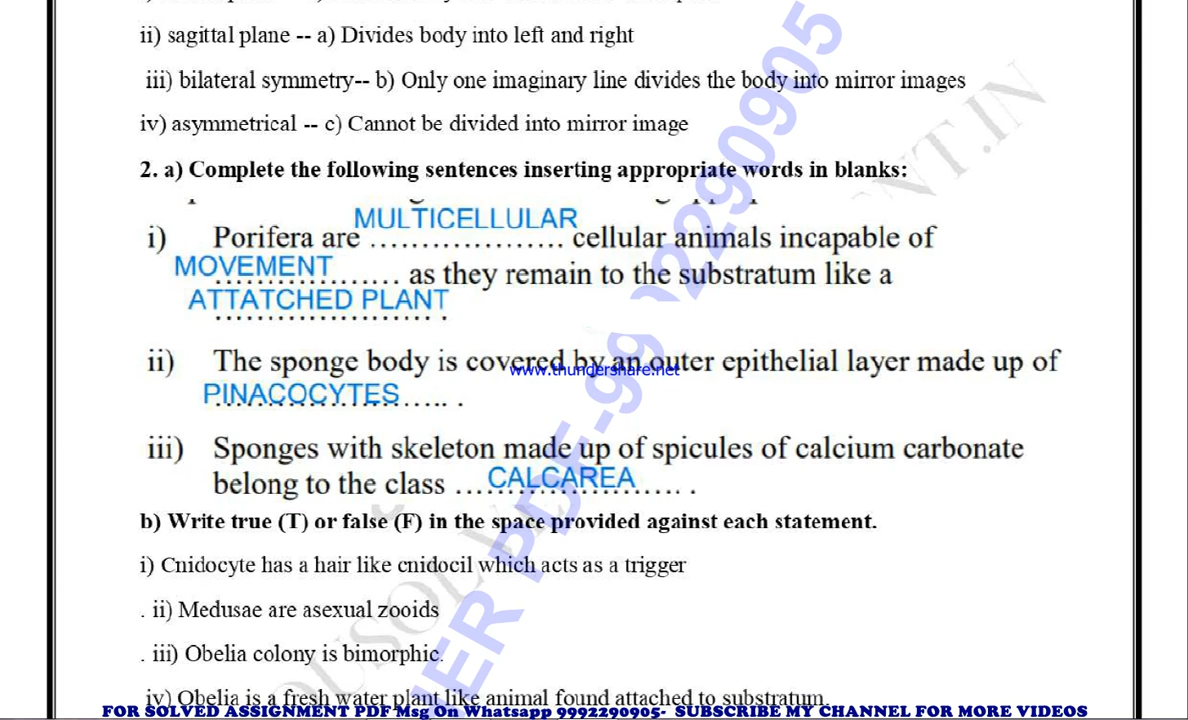 ii) sagittal plane -- a) Divides body into left and right
iii) bilateral symmetry-- b) Only one imaginary line divides the body into mirror images
iv) asymmetrical -- c) Cannot be divided into mirror image
2. a) Complete the following sentences inserting appropriate words in blanks:
MULTICELLULAR
i) Porifera are ................... cellular animals incapable of
MOVEMENT
.................. as they remain to the substratum like a
ATTATCHED PLANT
..................... .
ii) The sponge body is covered by an outer epithelial layer made up of
www.thundershare.net
PINACOCYTES ..... .
iii) Sponges with skeleton made up of spicules of calcium carbonate
belong to the class ... CALCAREA ..... .
b) Write true (T) or false (F) in the space provided against each statement.
i) Cnidocyte has a hair like cnidocil which acts as a trigger
. ii) Medusae are asexual zooids
. iii) Obelia colony is bimorphic.
iv) Obelia is a fresh water plant like animal found attached to substratum.
FOR SOLVED ASSIGNMENT PDF Msg On Whatsapp 9992290905- SUBSCRIBE MY CHANNEL FOR MORE VIDEOS